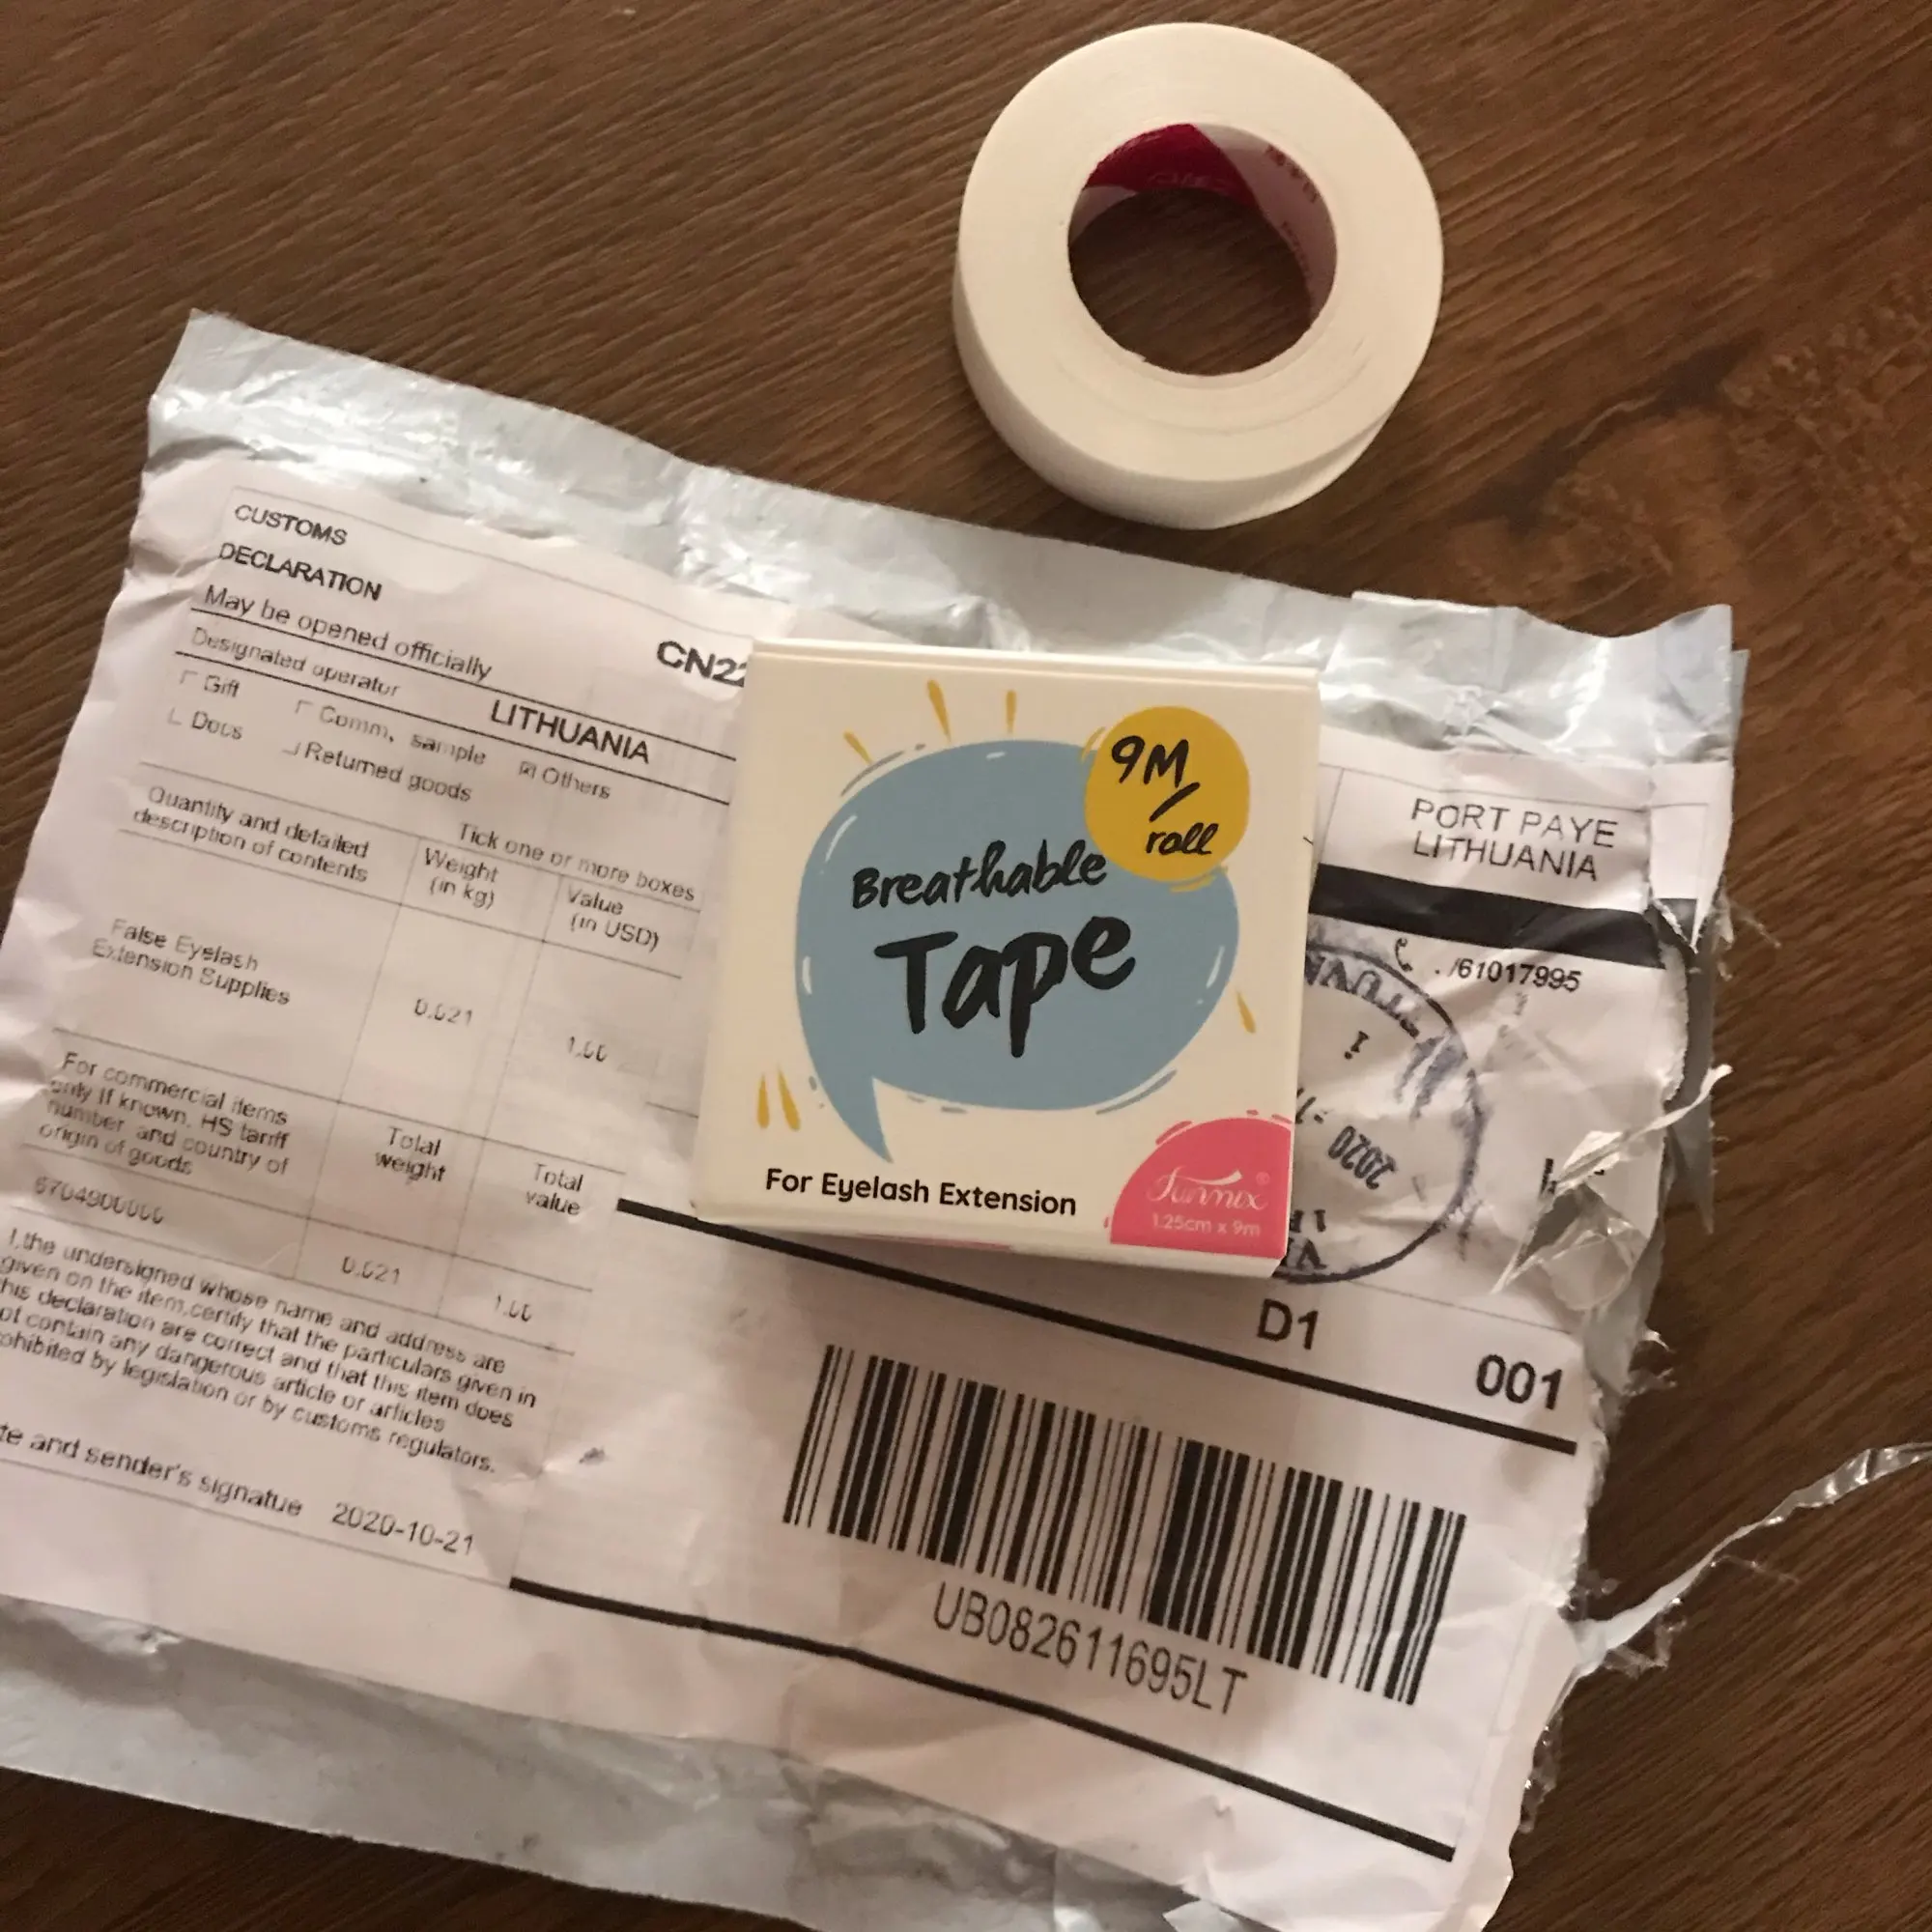 CUSTOMS
DECLARATION
May be opened officially
CN22
Designated operator
LITHUANIA
Gift
Comm, sample
Docs
Returned goods
Others
Tick one or more boxes
Quantity and detailed
description of contents
Weight
(in kg)
Value
(in USD)
False Eyelash
Extension Supplies
0.021
1.00
For commercial items
only If known, HS tariff
number and country of
origin of goods
Total
weight
Total
value
6704900000
0.021
1.00
I,the undersigned whose name and address are
given on the item,certify that the particulars given in
this declaration are correct and that this item does
not contain any dangerous article or articles
prohibited by legislation or by customs regulators.
and sender's signatue 2020-10-21
9M/
roll
Breathable
Tape
For Eyelash Extension
Funmix®
1.25cm x 9m
PORT PAYE
LITHUANIA
./61017995
2020
D1
001
UB082611695LT